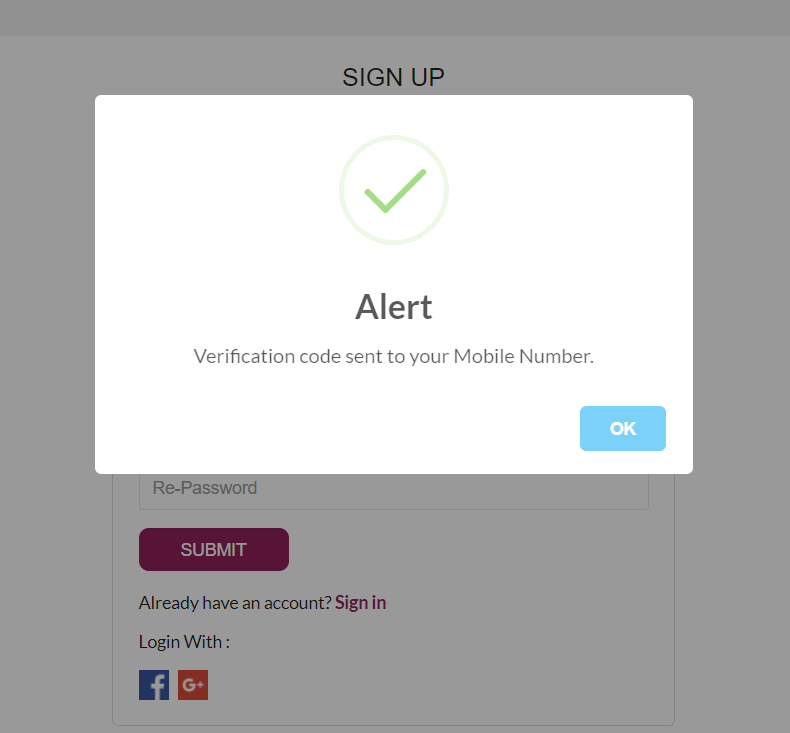 SIGN UP
Alert
Verification code sent to your Mobile Number.
OK
Re-Password
SUBMIT
Already have an account? Sign in
Login With :
f G+